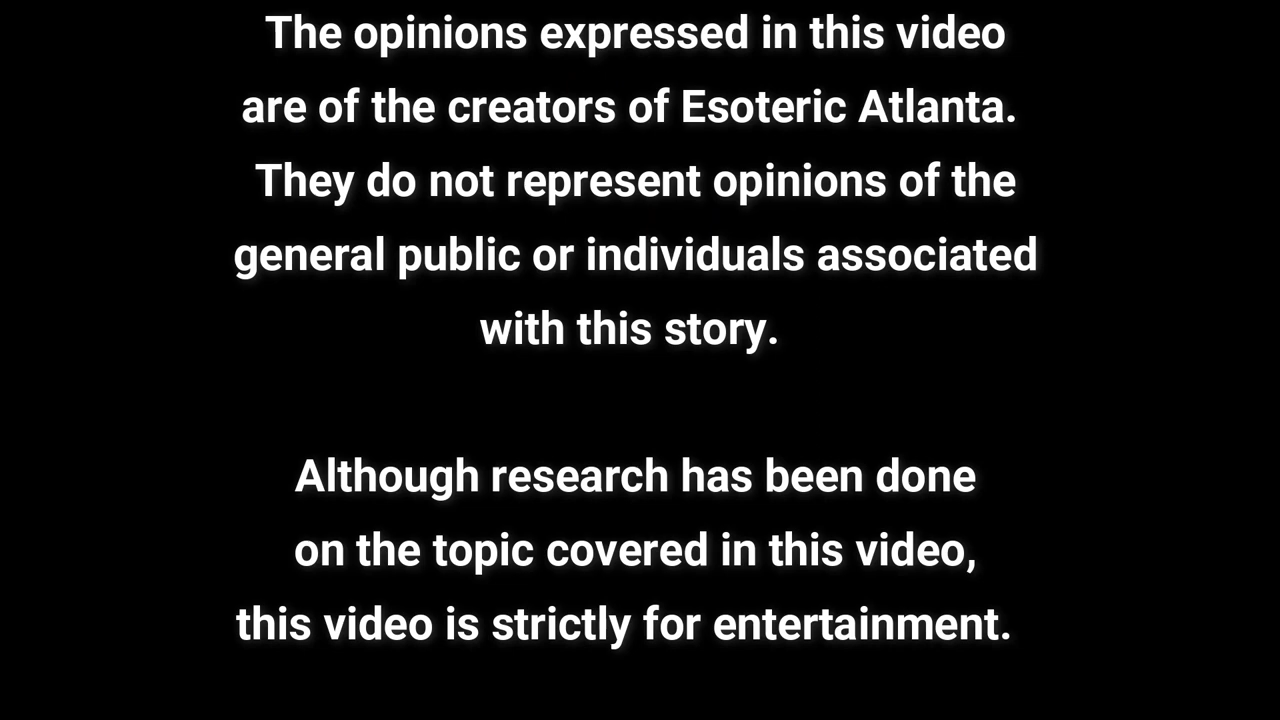 The opinions expressed in this video
are of the creators of Esoteric Atlanta.
They do not represent opinions of the
general public or individuals associated
with this story.
Although research has been done
on the topic covered in this video,
this video is strictly for entertainment.